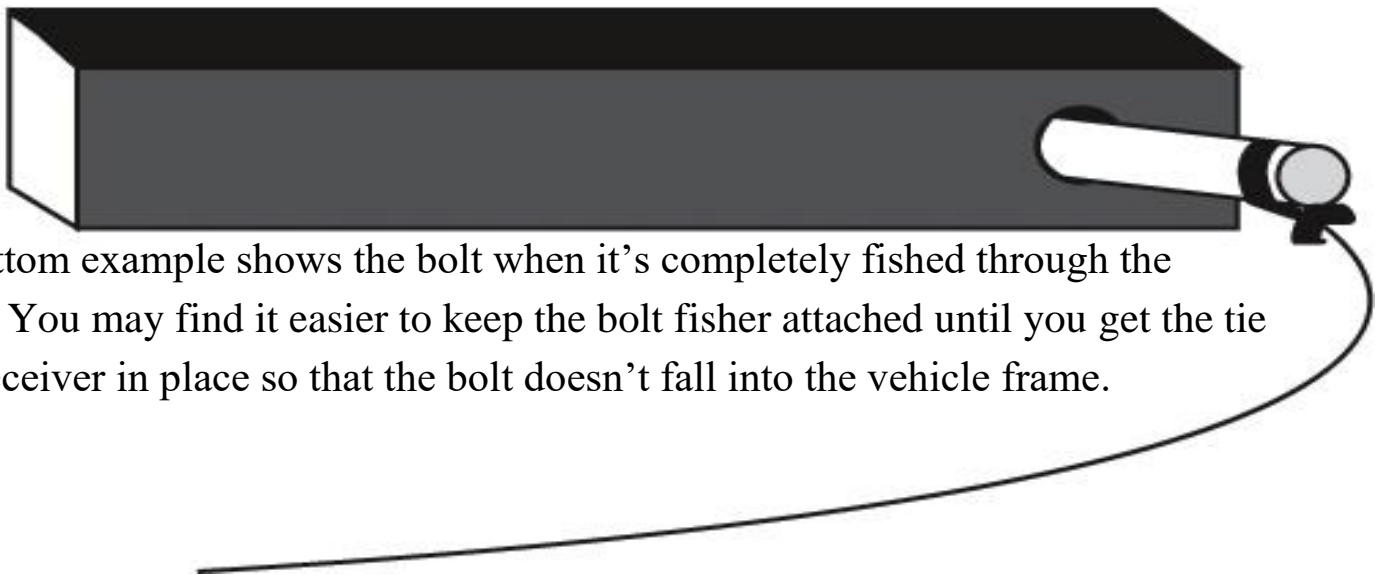 ttom example shows the bolt when it’s completely fished through the
You may find it easier to keep the bolt fisher attached until you get the tie
ceiver in place so that the bolt doesn’t fall into the vehicle frame.